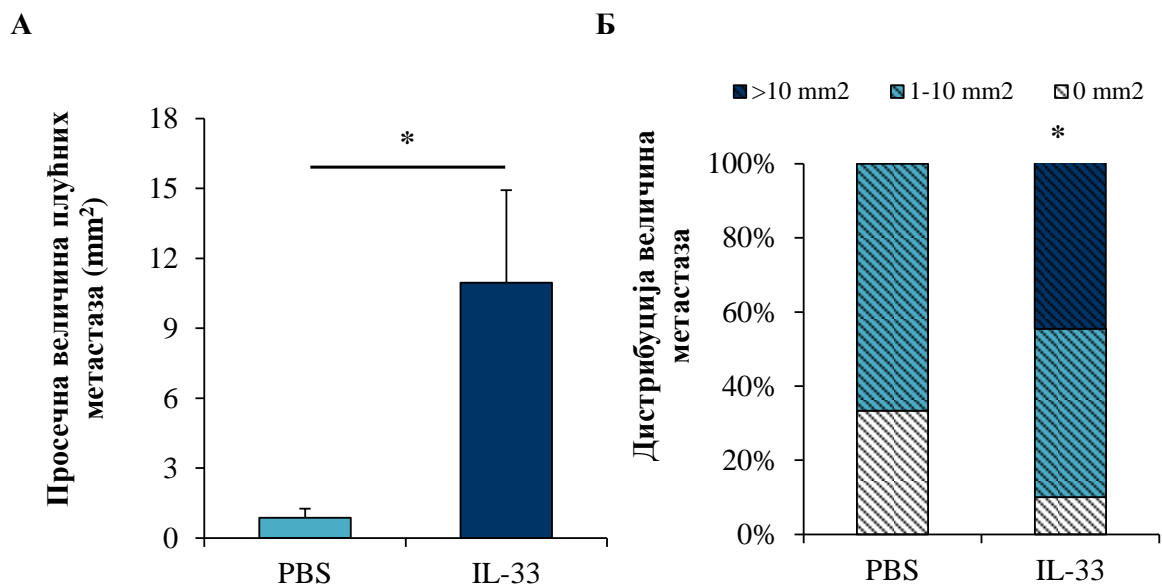 А
Просечна величина плућних
метастаза (mm²)
18
15
12
9
6
3
0
*
PBS
IL-33
Б
>10 mm2
1-10 mm2
0 mm2
*
Дистрибуција величина
метастаза
100%
80%
60%
40%
20%
0%
PBS
IL-33